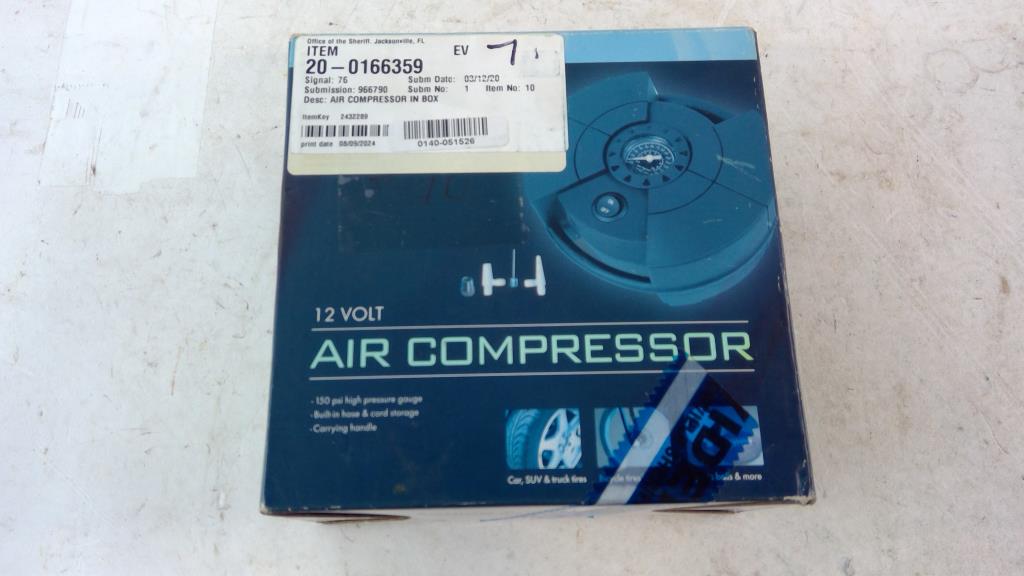 Office of the Sheriff, Jacksonville, FL
ITEM EV 7
20-0166359
Signal: 76 Subm Date: 03/12/20
Submission: 966790 Subm No: 1 Item No: 10
Desc: AIR COMPRESSOR IN BOX
ItemKey 2432289
print date 08/09/2024 0140-051526
12 VOLT
AIR COMPRESSOR
- 150 psi high pressure gauge
- Built-in hose & cord storage
- Carrying handle
Car, SUV & truck tires
tires
& more